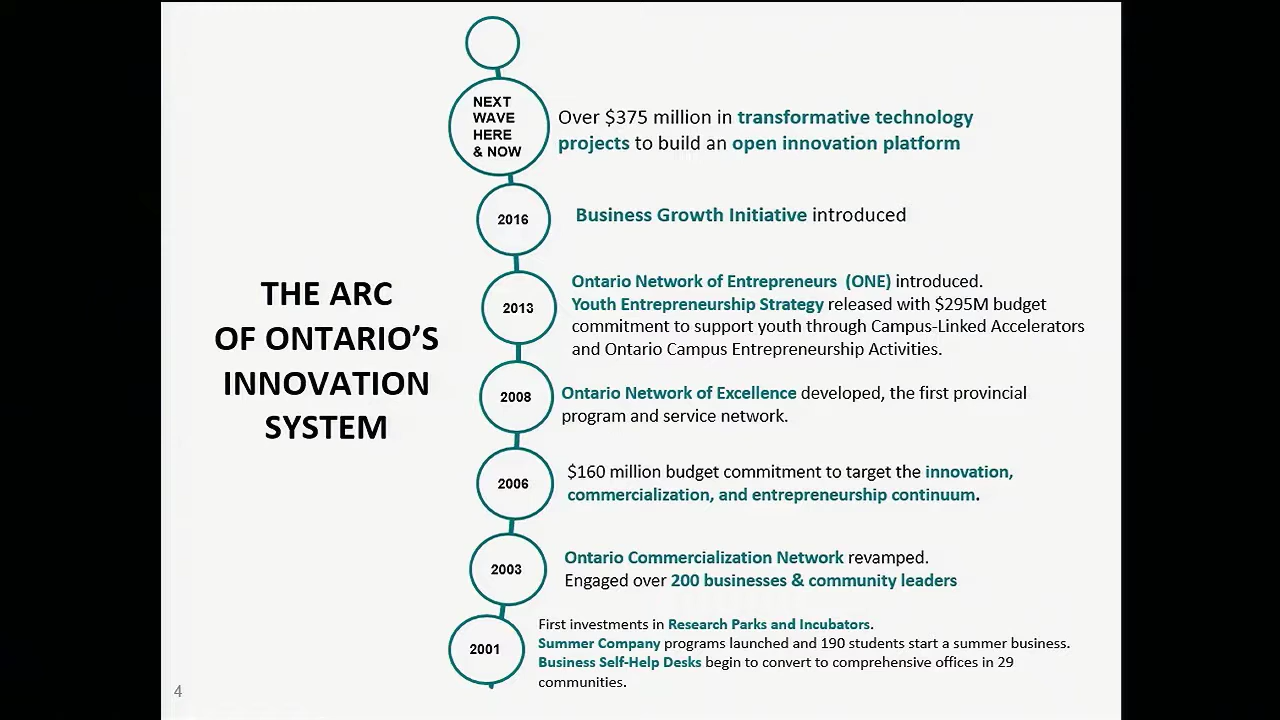 THE ARC
OF ONTARIO’S
INNOVATION
SYSTEM
NEXT
WAVE
HERE
& NOW
Over $375 million in transformative technology
projects to build an open innovation platform
2016
Business Growth Initiative introduced
2013
Ontario Network of Entrepreneurs (ONE) introduced.
Youth Entrepreneurship Strategy released with $295M budget
commitment to support youth through Campus-Linked Accelerators
and Ontario Campus Entrepreneurship Activities.
2008
Ontario Network of Excellence developed, the first provincial
program and service network.
2006
$160 million budget commitment to target the innovation,
commercialization, and entrepreneurship continuum.
2003
Ontario Commercialization Network revamped.
Engaged over 200 businesses & community leaders
2001
First investments in Research Parks and Incubators.
Summer Company programs launched and 190 students start a summer business.
Business Self-Help Desks begin to convert to comprehensive offices in 29
communities.
4